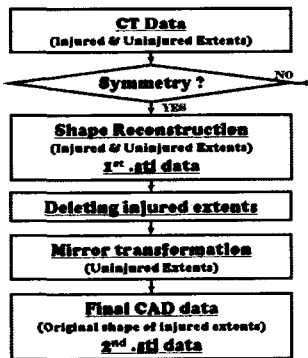 CT Data
(Injured & Uninjured Extents)
Symmetry ?
NO
YES
Shape Reconstruction
(Injured & Uninjured Extents)
1st .stl data
Deleting injured extents
Mirror transformation
(Uninjured Extents)
Final CAD data
(Original shape of injured extents)
2nd .stl data